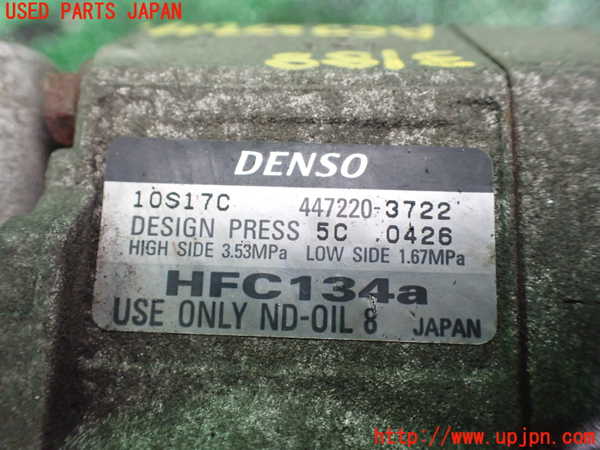 USED PARTS JAPAN
3188
DENSO
10S17C 447220-3722
DESIGN PRESS 5C .0426
HIGH SIDE 3.53MPa LOW SIDE 1.67MPa
HFC134a
USE ONLY ND-OIL 8 JAPAN
http://www.upjpn.com